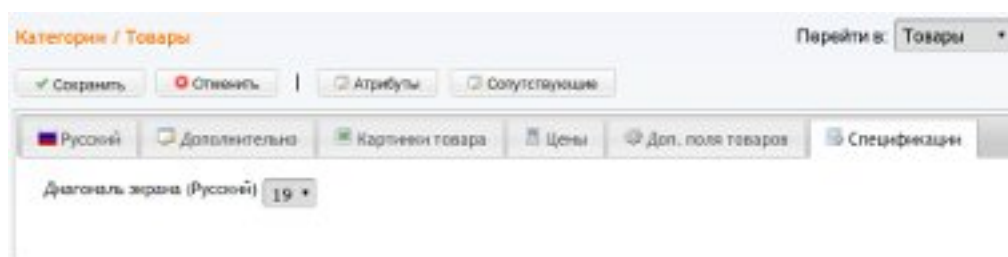 Категории / Товары Перейти в: Товары
Сохранить Отменить | Атрибуты Сопутствующие
Русский Дополнительно Картинки товара Цены Доп. поля товаров Спецификации
Диагональ экрана (Русский) 19